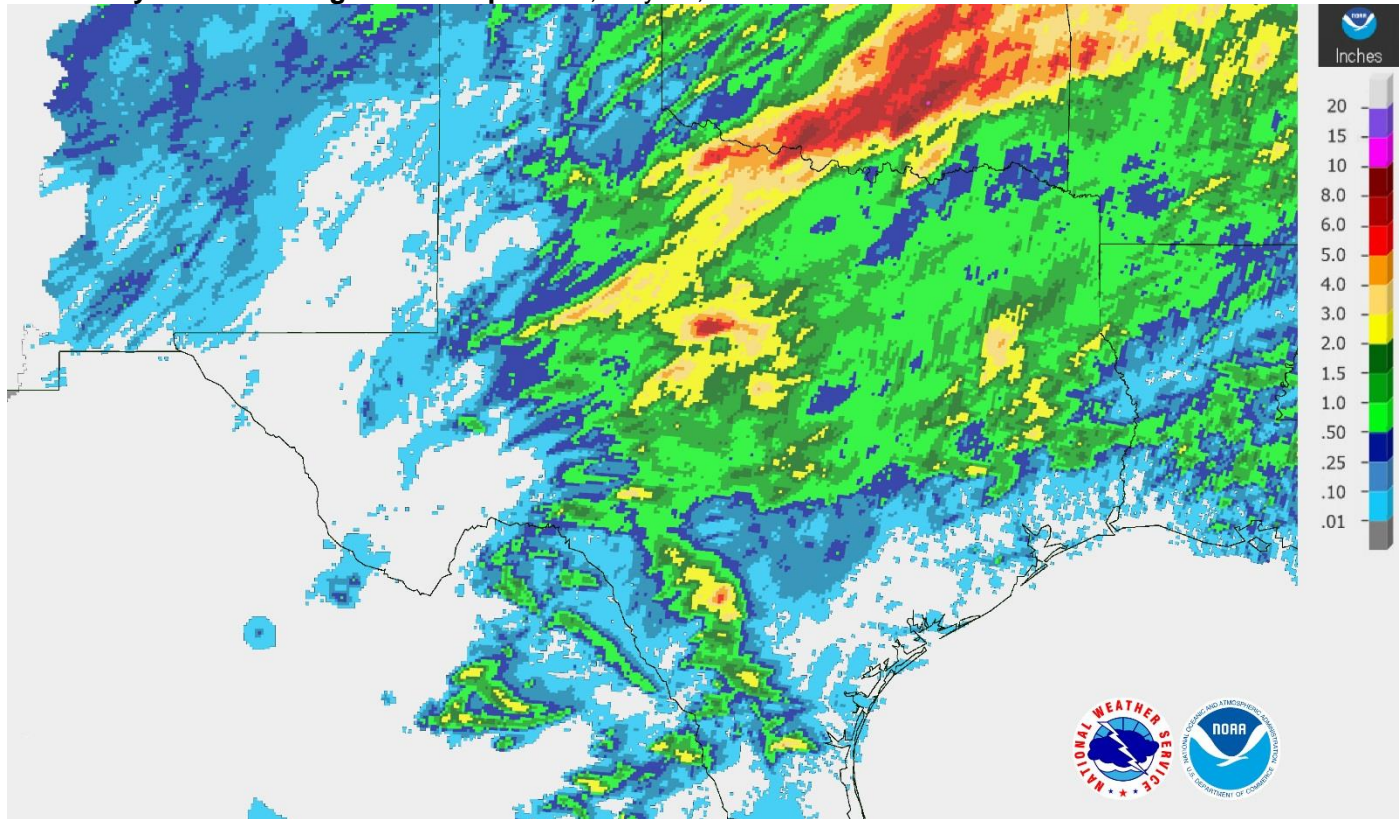 NOAA
Inches
20
15
10
8.0
6.0
5.0
4.0
3.0
2.0
1.5
1.0
.50
.25
.10
.01
NATIONAL WEATHER SERVICE
NATIONAL OCEANIC AND ATMOSPHERIC ADMINISTRATION
NOAA
U.S. DEPARTMENT OF COMMERCE